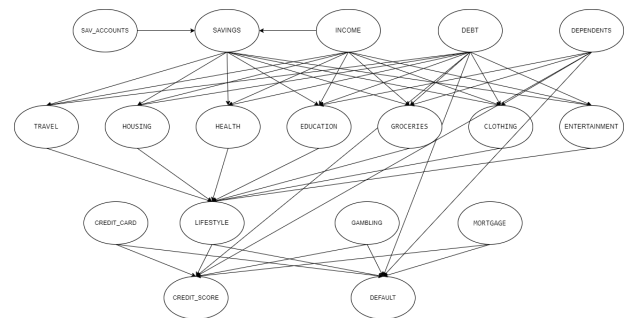 SAV_ACCOUNTS SAVINGS INCOME DEBT DEPENDENTS
TRAVEL HOUSING HEALTH EDUCATION GROCERIES CLOTHING ENTERTAINMENT
CREDIT_CARD LIFESTYLE GAMBLING MORTGAGE
CREDIT_SCORE DEFAULT